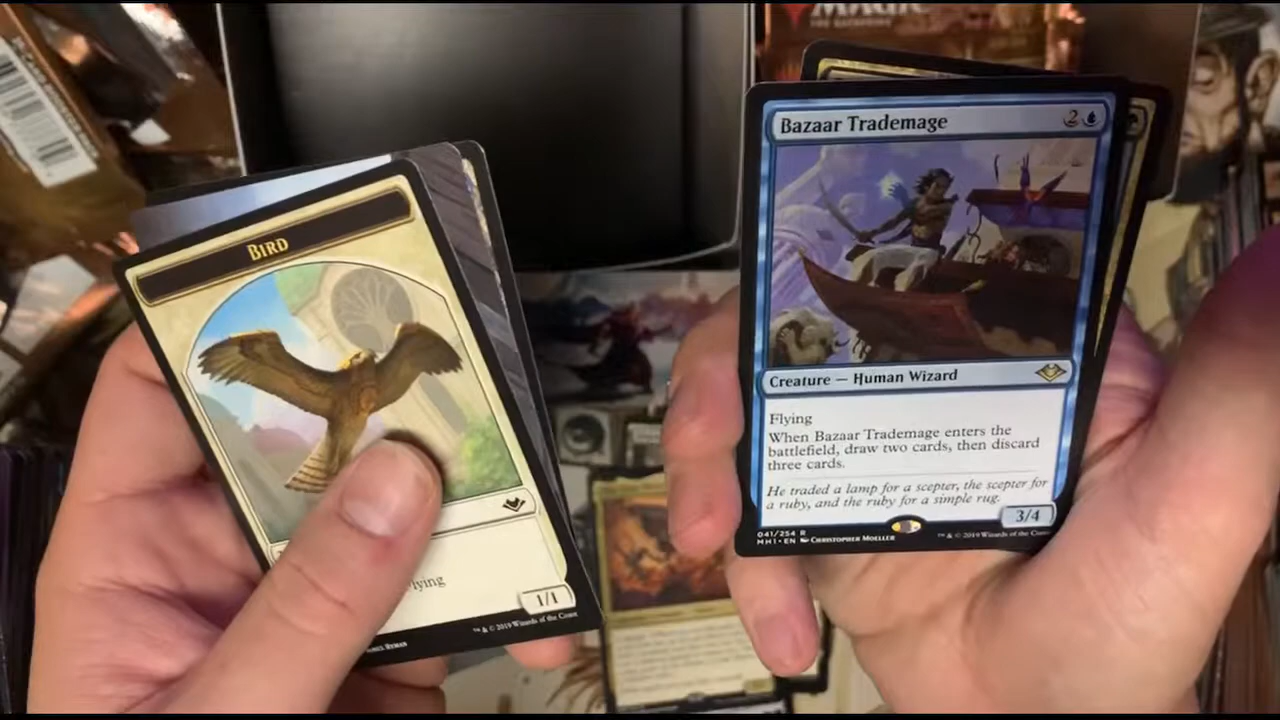 MAGIC
THE GATHERING
BIRD
Flying
1/1
™ & © 2019 Wizards of the Coast
Bazaar Trademage
2
Creature — Human Wizard
Flying
When Bazaar Trademage enters the
battlefield, draw two cards, then discard
three cards.
He traded a lamp for a scepter, the scepter for
a ruby, and the ruby for a simple rug.
3/4
041/254 R
MH1 • EN Christopher Moeller
™ & © 2019 Wizards of the Coast